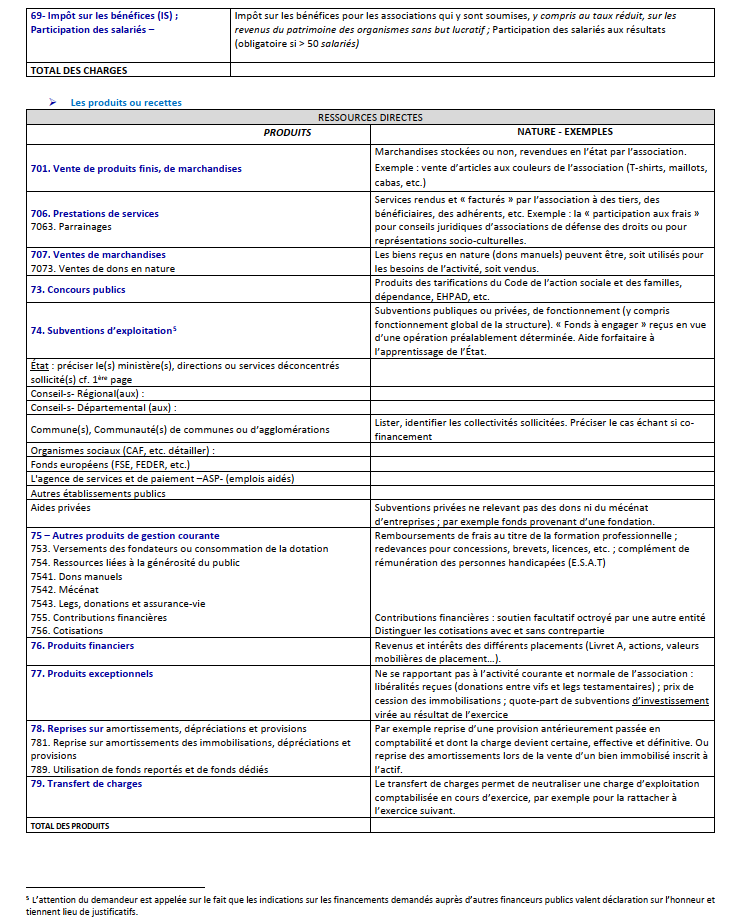 69- Impôt sur les bénéfices (IS) ;
Participation des salariés –
Impôt sur les bénéfices pour les associations qui y sont soumises, y compris au taux réduit, sur les
revenus du patrimoine des organismes sans but lucratif ; Participation des salariés aux résultats
(obligatoire si > 50 salariés)
TOTAL DES CHARGES
➢ Les produits ou recettes
RESSOURCES DIRECTES
PRODUITS
NATURE - EXEMPLES
701. Vente de produits finis, de marchandises
Marchandises stockées ou non, revendues en l’état par l’association.
Exemple : vente d’articles aux couleurs de l’association (T-shirts, maillots,
cabas, etc.)
706. Prestations de services
7063. Parrainages
Services rendus et « facturés » par l’association à des tiers, des
bénéficiaires, des adhérents, etc. Exemple : la « participation aux frais »
pour conseils juridiques d’associations de défense des droits ou pour
représentations socio-culturelles.
707. Ventes de marchandises
7073. Ventes de dons en nature
Les biens reçus en nature (dons manuels) peuvent être, soit utilisés pour
les besoins de l’activité, soit vendus.
73. Concours publics
Produits des tarifications du Code de l’action sociale et des familles,
dépendance, EHPAD, etc.
74. Subventions d’exploitation⁵
Subventions publiques ou privées, de fonctionnement (y compris
fonctionnement global de la structure). « Fonds à engager » reçus en vue
d’une opération préalablement déterminée. Aide forfaitaire à
l’apprentissage de l’État.
État : préciser le(s) ministère(s), directions ou services déconcentrés
sollicité(s) cf. 1ère page
Conseil-s- Régional(aux) :
Conseil-s- Départemental (aux) :
Commune(s), Communauté(s) de communes ou d’agglomérations
Lister, identifier les collectivités sollicitées. Préciser le cas échant si co-
financement
Organismes sociaux (CAF, etc. détailler) :
Fonds européens (FSE, FEDER, etc.)
L'agence de services et de paiement –ASP- (emplois aidés)
Autres établissements publics
Aides privées
Subventions privées ne relevant pas des dons ni du mécénat
d’entreprises ; par exemple fonds provenant d’une fondation.
75 – Autres produits de gestion courante
753. Versements des fondateurs ou consommation de la dotation
754. Ressources liées à la générosité du public
7541. Dons manuels
7542. Mécénat
7543. Legs, donations et assurance-vie
755. Contributions financières
756. Cotisations
Remboursements de frais au titre de la formation professionnelle ;
redevances pour concessions, brevets, licences, etc. ; complément de
rémunération des personnes handicapées (E.S.A.T)
Contributions financières : soutien facultatif octroyé par une autre entité
Distinguer les cotisations avec et sans contrepartie
76. Produits financiers
Revenus et intérêts des différents placements (Livret A, actions, valeurs
mobilières de placement…).
77. Produits exceptionnels
Ne se rapportant pas à l’activité courante et normale de l’association :
libéralités reçues (donations entre vifs et legs testamentaires) ; prix de
cession des immobilisations ; quote-part de subventions d’investissement
virée au résultat de l’exercice
78. Reprises sur amortissements, dépréciations et provisions
781. Reprise sur amortissements des immobilisations, dépréciations et
provisions
789. Utilisation de fonds reportés et de fonds dédiés
Par exemple reprise d’une provision antérieurement passée en
comptabilité et dont la charge devient certaine, effective et définitive. Ou
reprise des amortissements lors de la vente d’un bien immobilisé inscrit à
l’actif.
79. Transfert de charges
Le transfert de charges permet de neutraliser une charge d’exploitation
comptabilisée en cours d’exercice, par exemple pour la rattacher à
l’exercice suivant.
TOTAL DES PRODUITS
⁵ L’attention du demandeur est appelée sur le fait que les indications sur les financements demandés auprès d’autres financeurs publics valent déclaration sur l’honneur et
tiennent lieu de justificatifs.